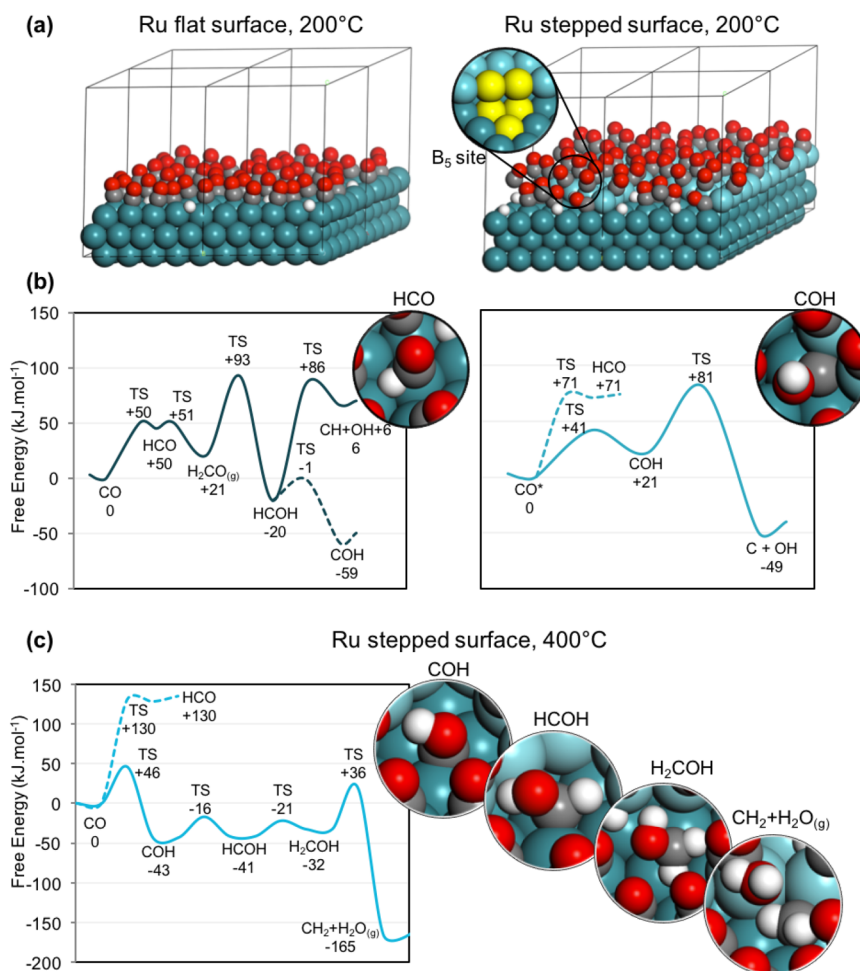 (a)
Ru flat surface, 200°C
Ru stepped surface, 200°C
B₅ site
(b)
HCO
COH
150
100
50
0
-50
-100
Free Energy (kJ.mol⁻¹)
CO
0
TS
+50
HCO
+50
TS
+51
H₂CO(g)
+21
TS
+93
HCOH
-20
TS
+86
CH+OH+6
6
TS
-1
COH
-59
CO*
0
TS
+71
HCO
+71
TS
+41
COH
+21
TS
+81
C + OH
-49
(c)
Ru stepped surface, 400°C
150
100
50
0
-50
-100
-150
-200
Free Energy (kJ.mol⁻¹)
CO
0
TS
+130
HCO
+130
TS
+46
COH
-43
TS
-16
HCOH
-41
TS
-21
H₂COH
-32
TS
+36
CH₂+H₂O(g)
-165
COH
HCOH
H₂COH
CH₂+H₂O(g)